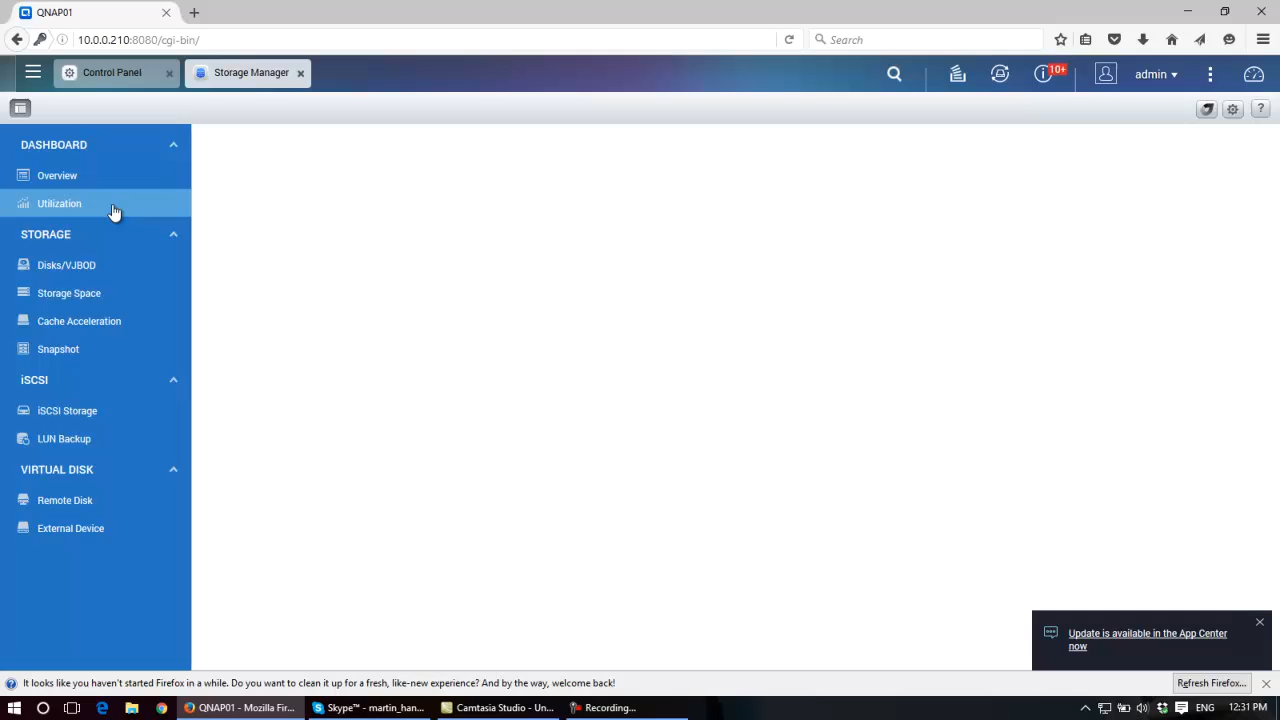 QNAP01
10.0.0.210:8080/cgi-bin/
Search
Control Panel
Storage Manager
10+
admin
?
DASHBOARD
Overview
Utilization
STORAGE
Disks/VJBOD
Storage Space
Cache Acceleration
Snapshot
iSCSI
iSCSI Storage
LUN Backup
VIRTUAL DISK
Remote Disk
External Device
Update is available in the App Center
now
It looks like you haven't started Firefox in a while. Do you want to clean it up for a fresh, like-new experience? And by the way, welcome back!
Refresh Firefox...
QNAP01 - Mozilla Fir...
Skype™ - martin_han...
Camtasia Studio - Un...
Recording...
ENG
12:31 PM